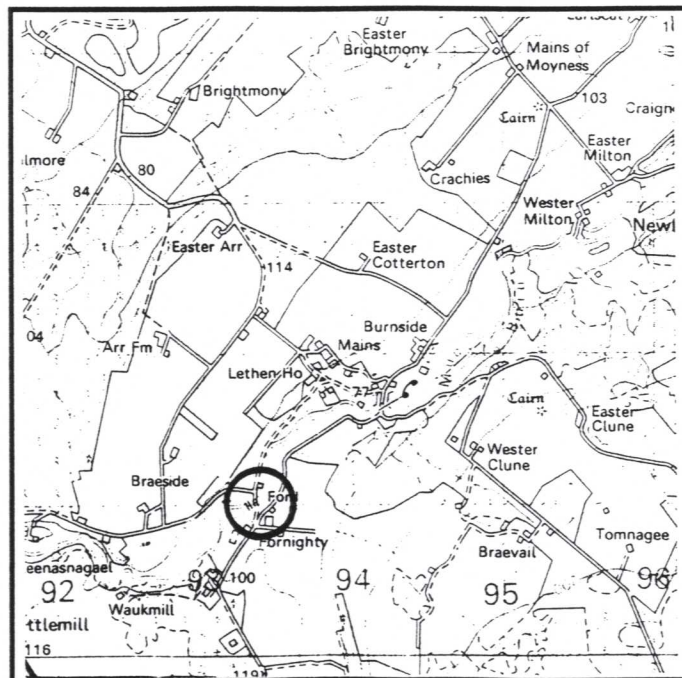 Easter
Brightmony
Mains of
Moyness
Brightmony
103
Cairn
Craign
Easter
Milton
lmore
80
Crachies
84
Wester
Milton
Easter Arr
Easter
Cotterton
Newl
114
04
Burnside
Arr Fm
Mains
Lethen Ho
77
Cairn
Easter
Clune
Wester
Clune
Braeside
Ford
Fornighty
Tomnagee
Braevail
eenasnagael
100
92
94
95
96
Waukmill
ttlemill
116
119